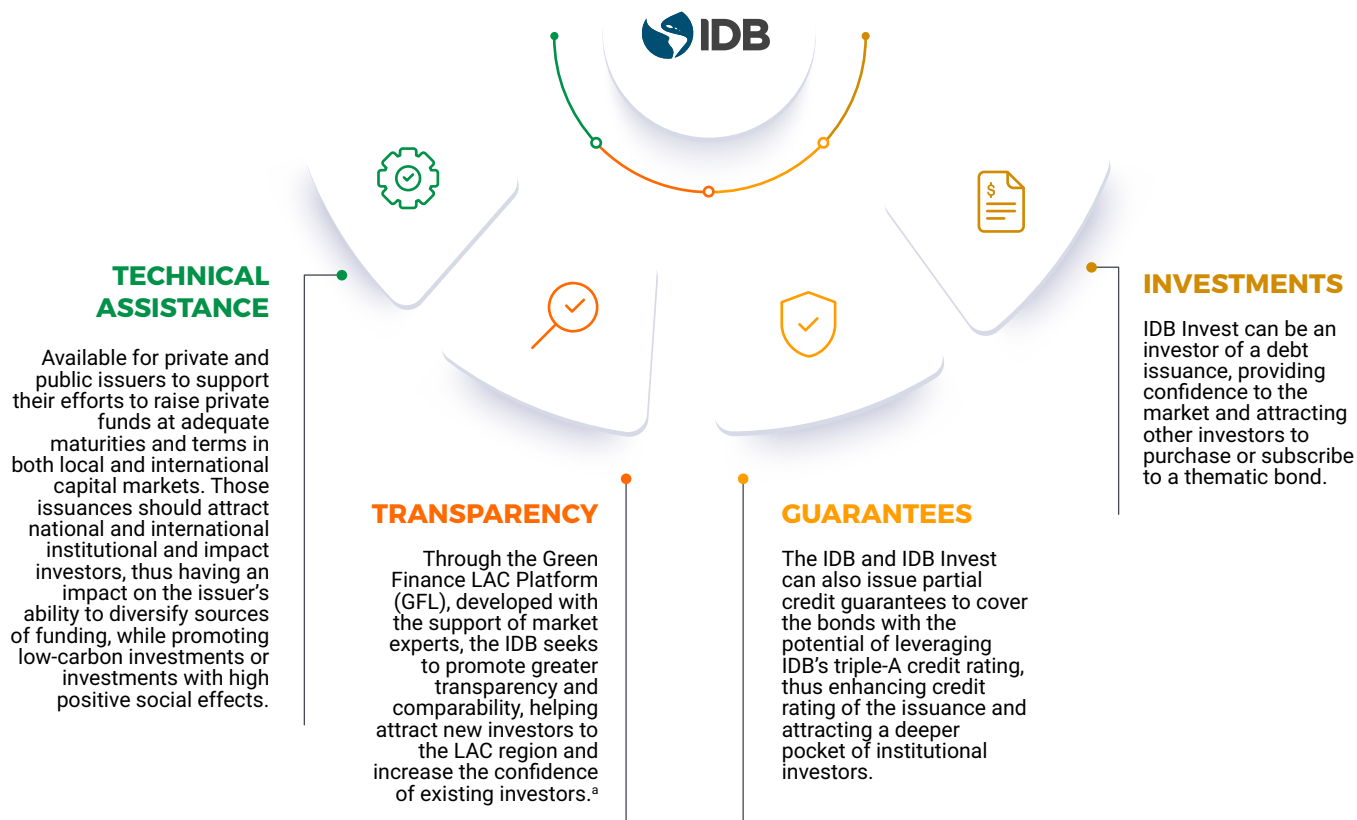 IDB
TECHNICAL
ASSISTANCE
Available for private and
public issuers to support
their efforts to raise private
funds at adequate
maturities and terms in
both local and international
capital markets. Those
issuances should attract
national and international
institutional and impact
investors, thus having an
impact on the issuer’s
ability to diversify sources
of funding, while promoting
low-carbon investments or
investments with high
positive social effects.
TRANSPARENCY
Through the Green
Finance LAC Platform
(GFL), developed with
the support of market
experts, the IDB seeks
to promote greater
transparency and
comparability, helping
attract new investors to
the LAC region and
increase the confidence
of existing investors.ᵃ
GUARANTEES
The IDB and IDB Invest
can also issue partial
credit guarantees to cover
the bonds with the
potential of leveraging
IDB’s triple-A credit rating,
thus enhancing credit
rating of the issuance and
attracting a deeper
pocket of institutional
investors.
$
INVESTMENTS
IDB Invest can be an
investor of a debt
issuance, providing
confidence to the
market and attracting
other investors to
purchase or subscribe
to a thematic bond.